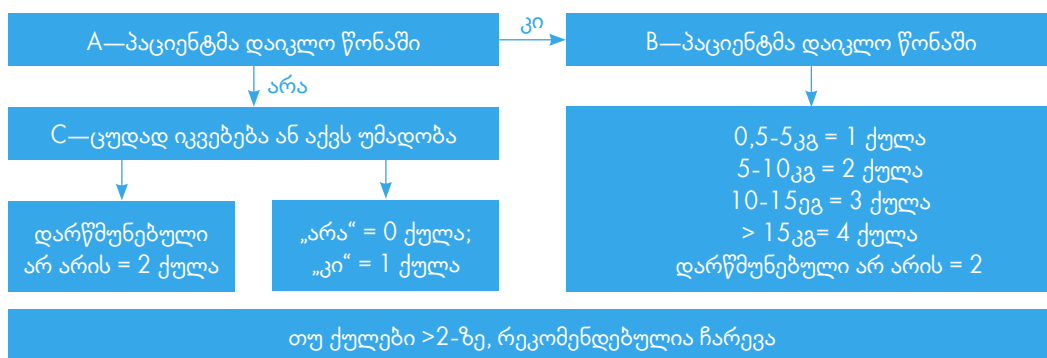 A—პაციენტმა დაიკლო წონაში
კი
B—პაციენტმა დაიკლო წონაში
არა
C—ცუდად იკვებება ან აქვს უმადობა
დარწმუნებული
არ არის = 2 ქულა
„არა“ = 0 ქულა;
„კი“ = 1 ქულა
0,5-5კგ = 1 ქულა
5-10კგ = 2 ქულა
10-15ეგ = 3 ქულა
> 15კგ= 4 ქულა
დარწმუნებული არ არის = 2
თუ ქულები >2-ზე, რეკომენდებულია ჩარევა